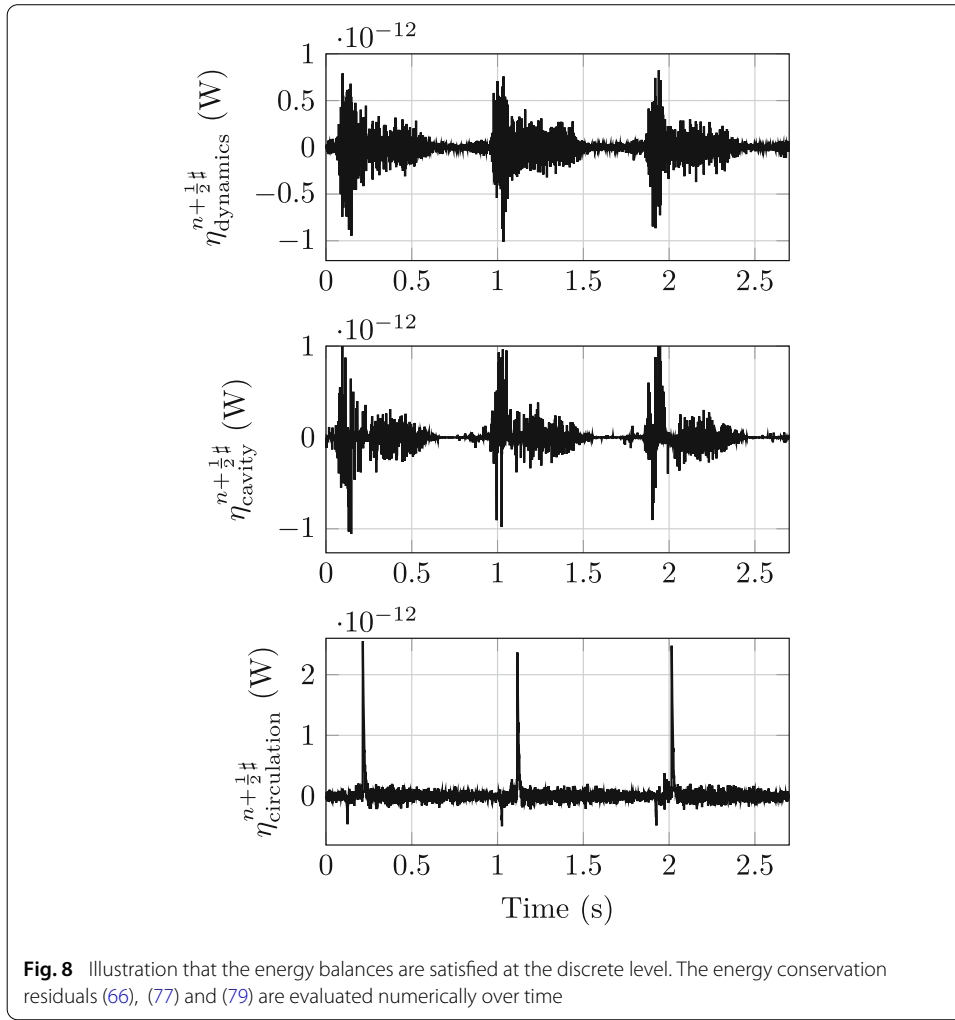 ·10−12
1
0.5
0
−0.5
−1
ηdynamics n+1/2♯ (W)
0 0.5 1 1.5 2 2.5
·10−12
1
0
−1
ηcavity n+1/2♯ (W)
0 0.5 1 1.5 2 2.5
·10−12
2
1
0
ηcirculation n+1/2♯ (W)
0 0.5 1 1.5 2 2.5
Time (s)
Fig. 8 Illustration that the energy balances are satisfied at the discrete level. The energy conservation
residuals (66), (77) and (79) are evaluated numerically over time